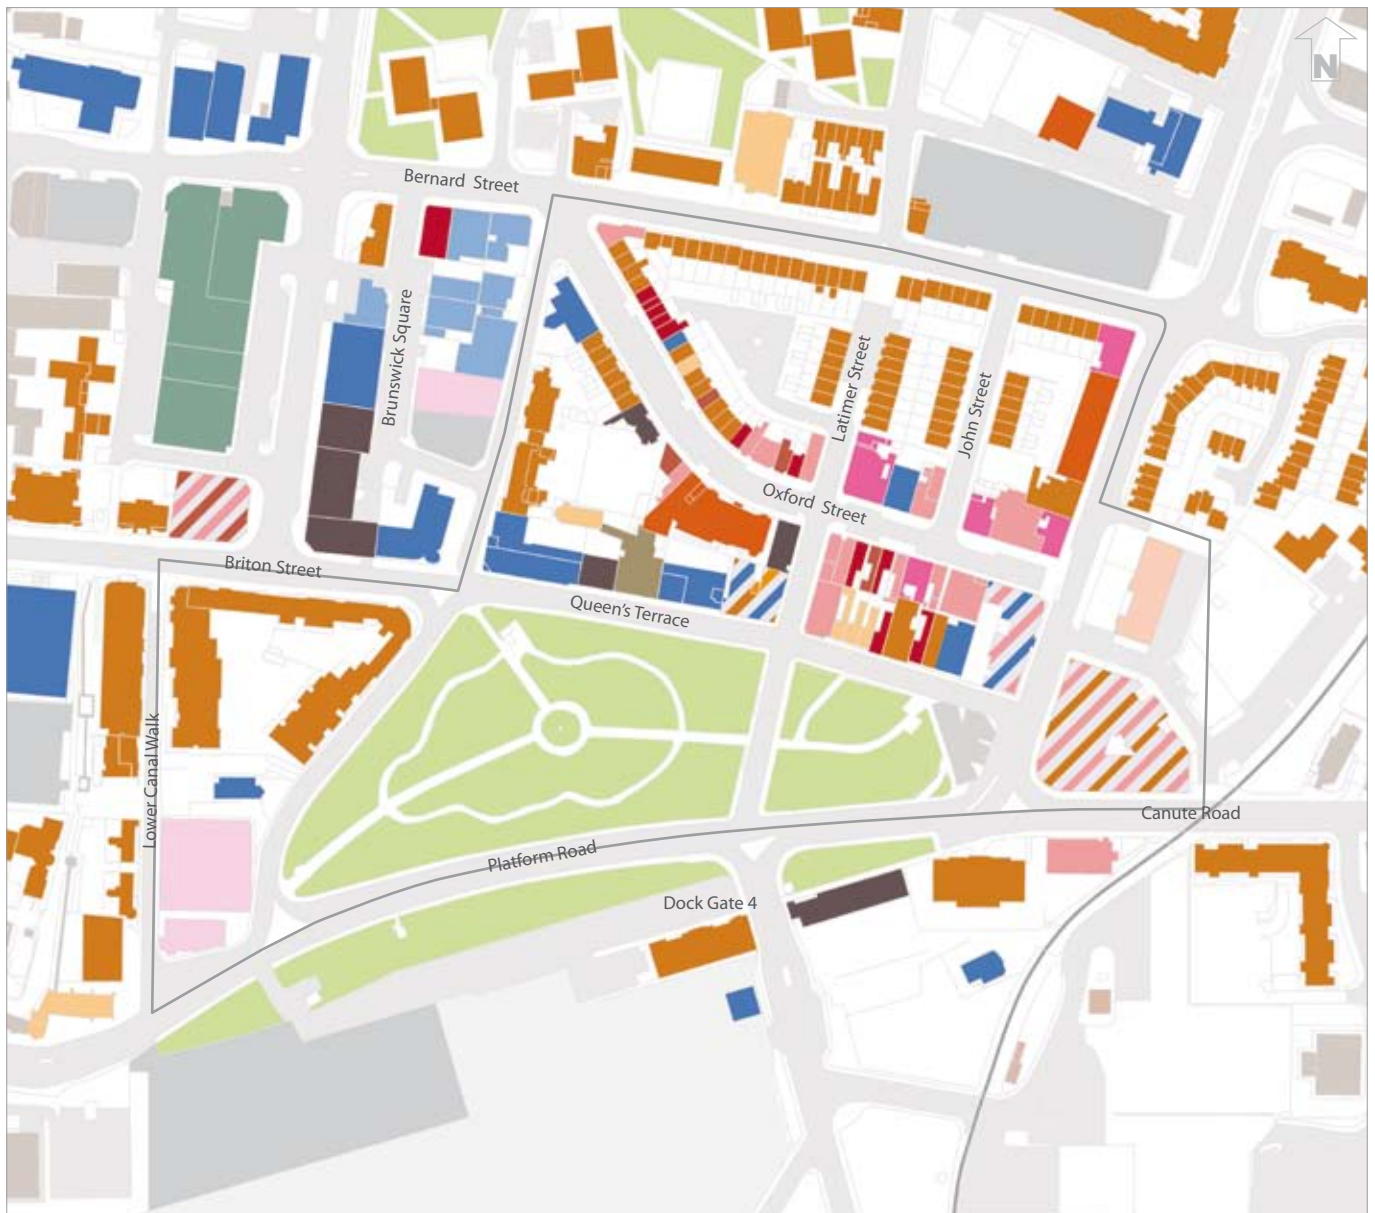 N
Bernard Street
Brunswick Square
Latimer Street
John Street
Oxford Street
Briton Street
Queen's Terrace
Lower Canal Walk
Canute Road
Platform Road
Dock Gate 4